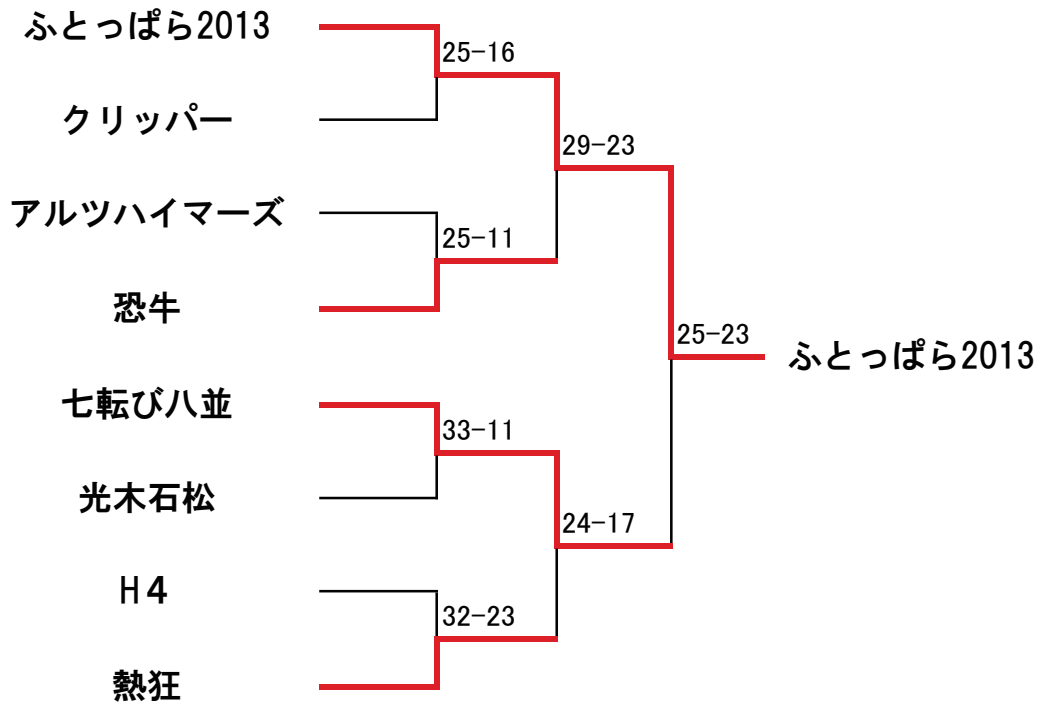 ふとっぱら2013
25-16
クリッパー
29-23
アルツハイマーズ
25-11
恐牛
25-23
ふとっぱら2013
七転び八並
33-11
光木石松
24-17
H4
32-23
熱狂